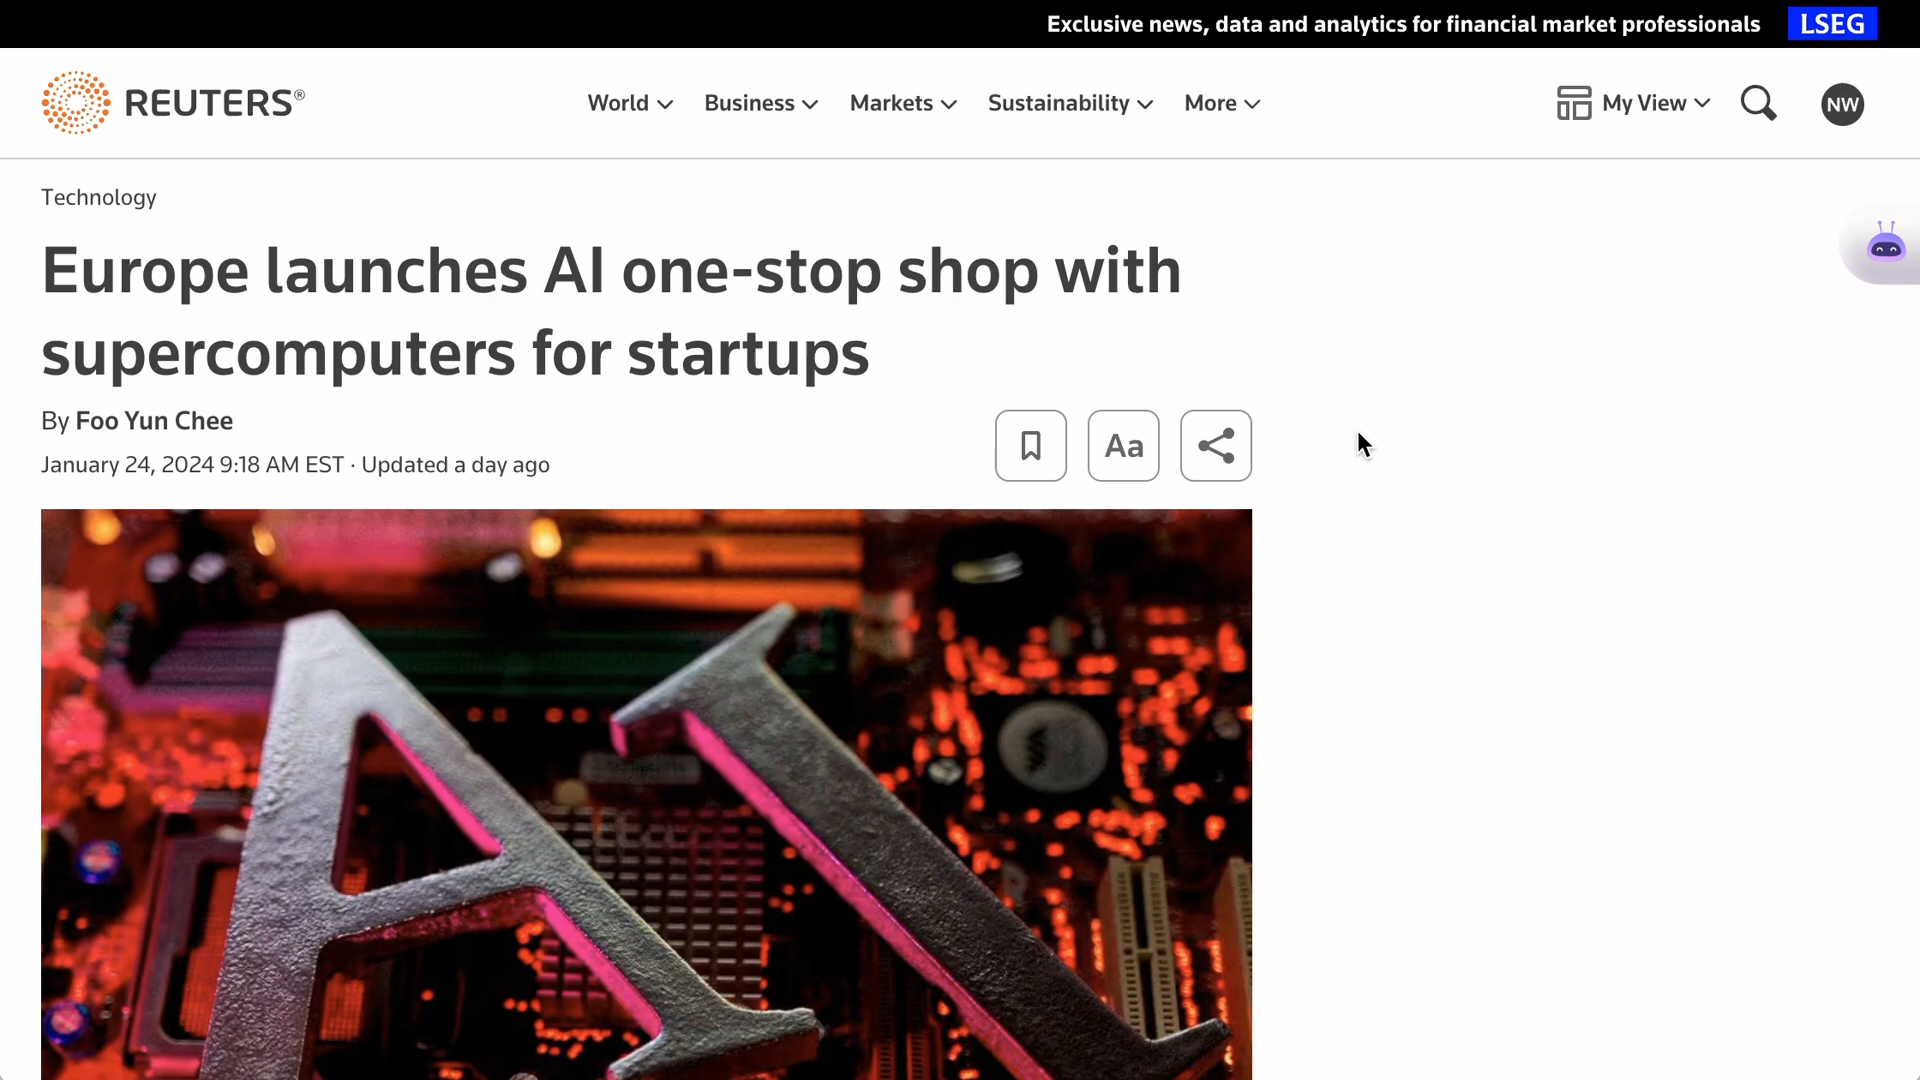 Exclusive news, data and analytics for financial market professionals LSEG
REUTERS® World Business Markets Sustainability More My View NW
Technology
Europe launches AI one-stop shop with
supercomputers for startups
By Foo Yun Chee
January 24, 2024 9:18 AM EST · Updated a day ago
Aa
AI